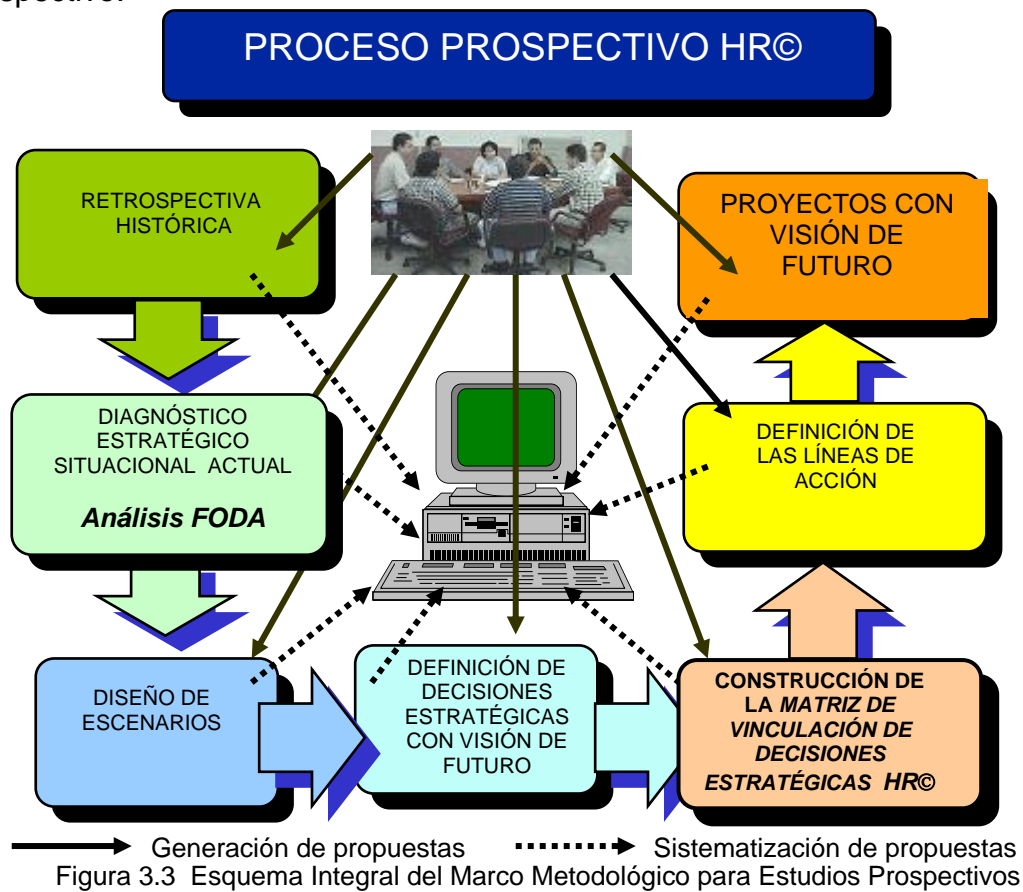 spectivo.
PROCESO PROSPECTIVO HR©
RETROSPECTIVA
HISTÓRICA
DIAGNÓSTICO
ESTRATÉGICO
SITUACIONAL ACTUAL
Análisis FODA
DISEÑO DE
ESCENARIOS
DEFINICIÓN DE
DECISIONES
ESTRATÉGICAS
CON VISIÓN DE
FUTURO
CONSTRUCCIÓN DE
LA MATRIZ DE
VINCULACIÓN DE
DECISIONES
ESTRATÉGICAS HR©
DEFINICIÓN DE
LAS LÍNEAS DE
ACCIÓN
PROYECTOS CON
VISIÓN DE
FUTURO
Generación de propuestas
Sistematización de propuestas
Figura 3.3 Esquema Integral del Marco Metodológico para Estudios Prospectivos